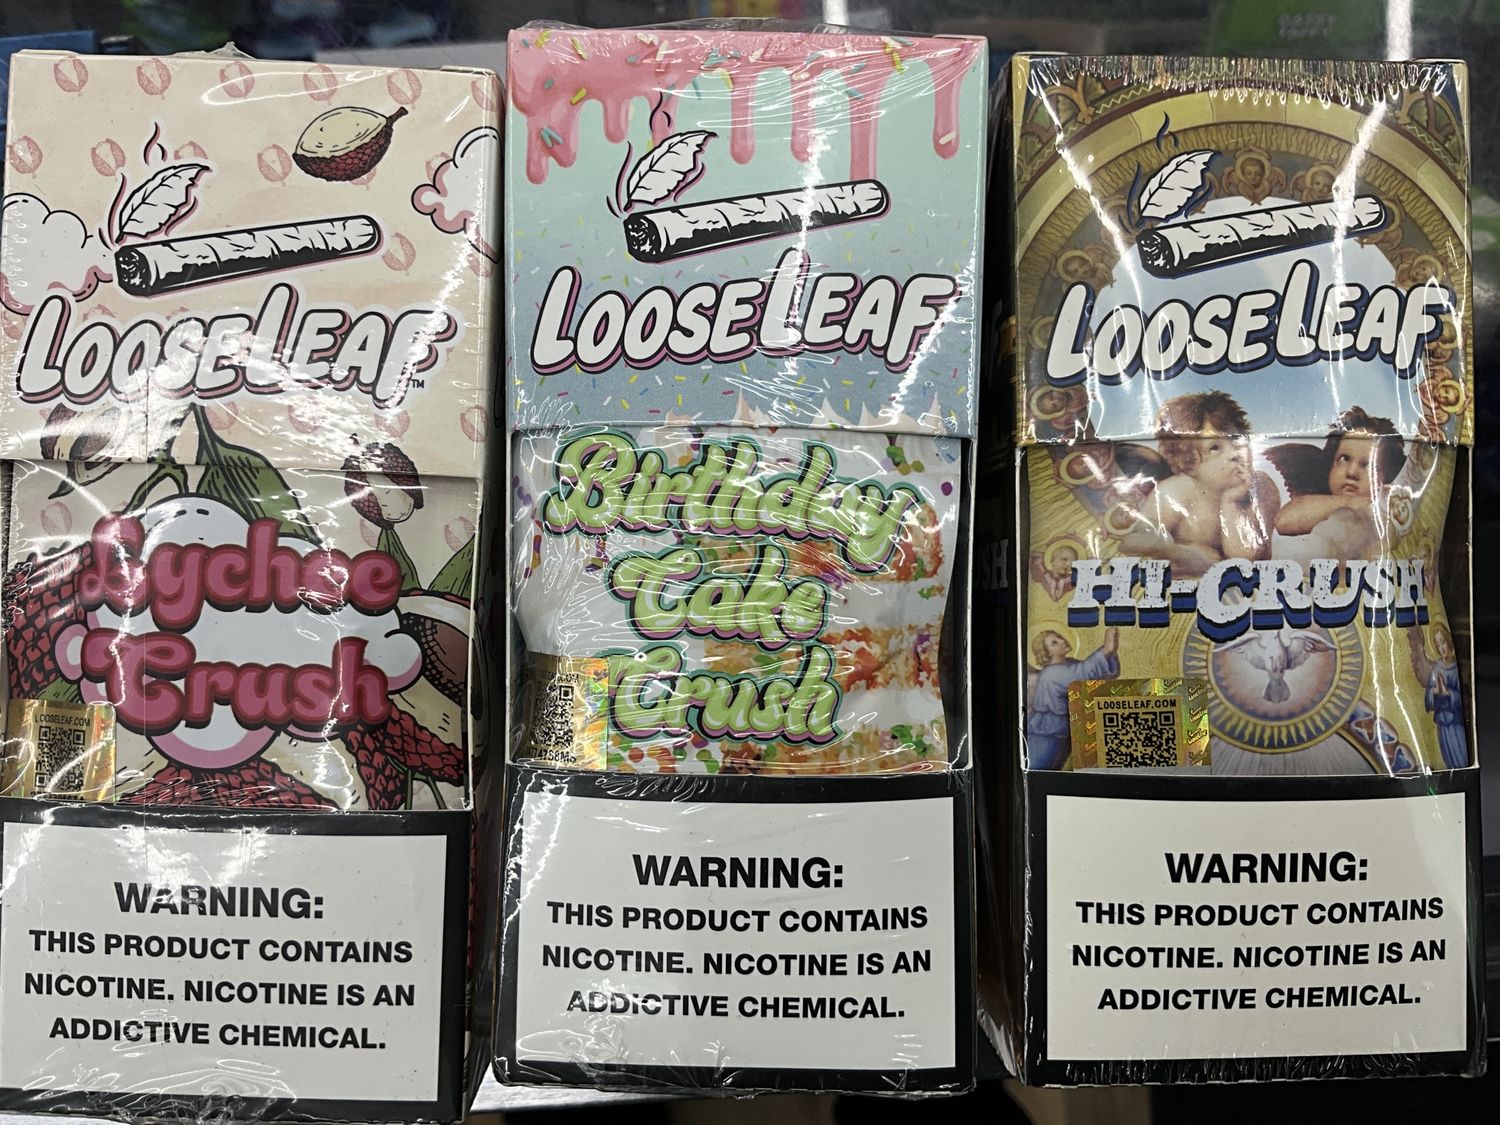 LOOSELEAF™
Lychee
Crush
LOOSELEAF.COM
WARNING:
THIS PRODUCT CONTAINS
NICOTINE. NICOTINE IS AN
ADDICTIVE CHEMICAL.
LOOSELEAF
Birthday
Cake
Crush
WARNING:
THIS PRODUCT CONTAINS
NICOTINE. NICOTINE IS AN
ADDICTIVE CHEMICAL.
LOOSELEAF
HI-CRUSH
LOOSELEAF.COM
WARNING:
THIS PRODUCT CONTAINS
NICOTINE. NICOTINE IS AN
ADDICTIVE CHEMICAL.